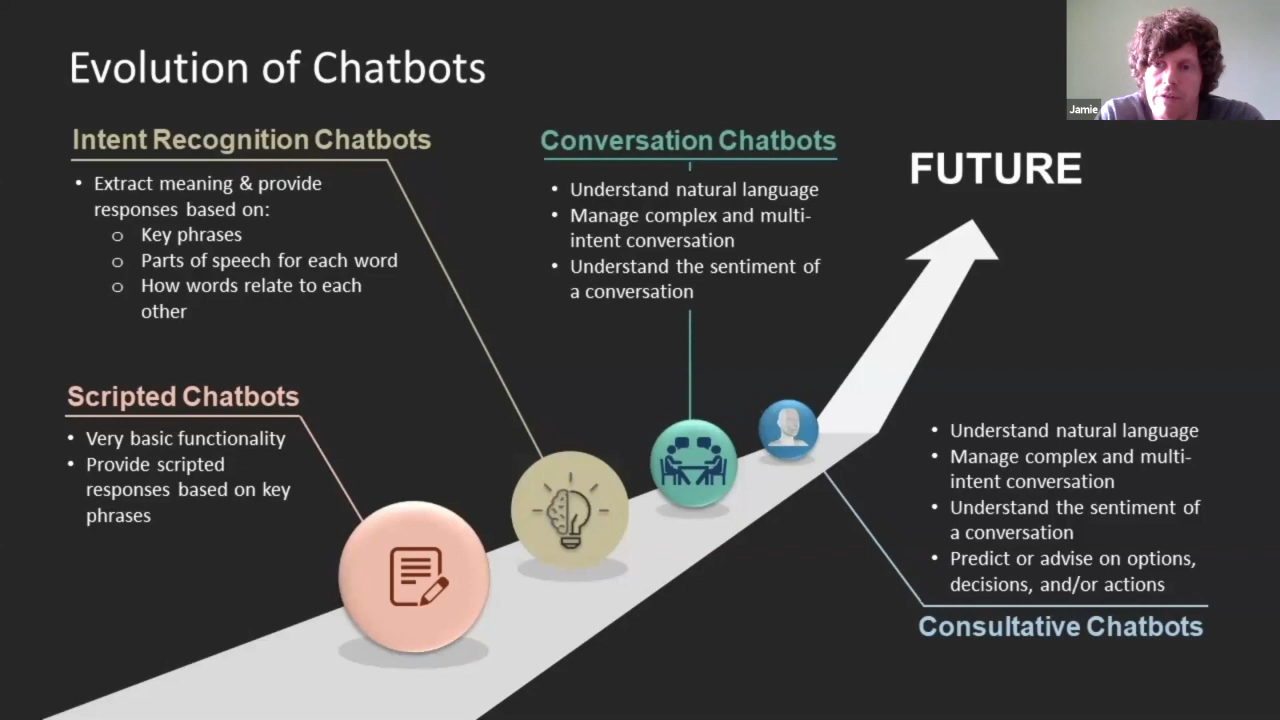 Evolution of Chatbots
Jamie
Intent Recognition Chatbots
• Extract meaning & provide
responses based on:
o Key phrases
o Parts of speech for each word
o How words relate to each
other
Conversation Chatbots
• Understand natural language
• Manage complex and multi-
intent conversation
• Understand the sentiment of
a conversation
FUTURE
Scripted Chatbots
• Very basic functionality
• Provide scripted
responses based on key
phrases
• Understand natural language
• Manage complex and multi-
intent conversation
• Understand the sentiment of
a conversation
• Predict or advise on options,
decisions, and/or actions
Consultative Chatbots